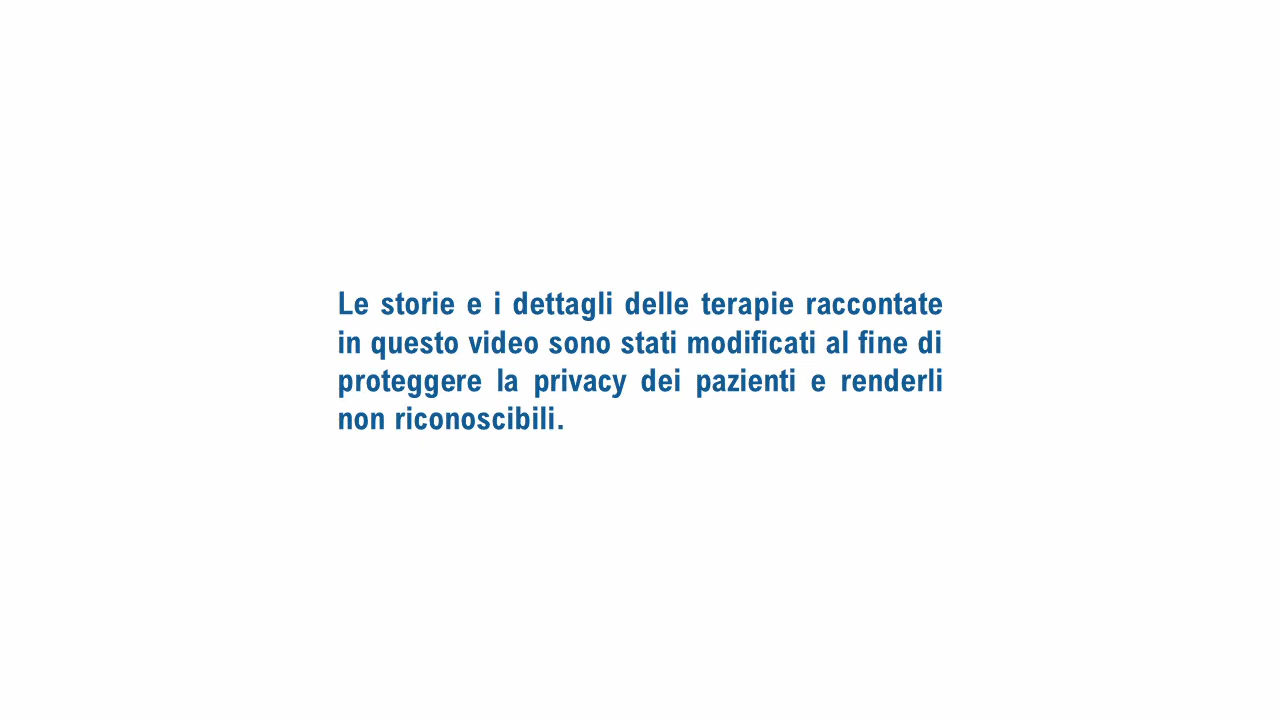 Le storie e i dettagli delle terapie raccontate
in questo video sono stati modificati al fine di
proteggere la privacy dei pazienti e renderli
non riconoscibili.